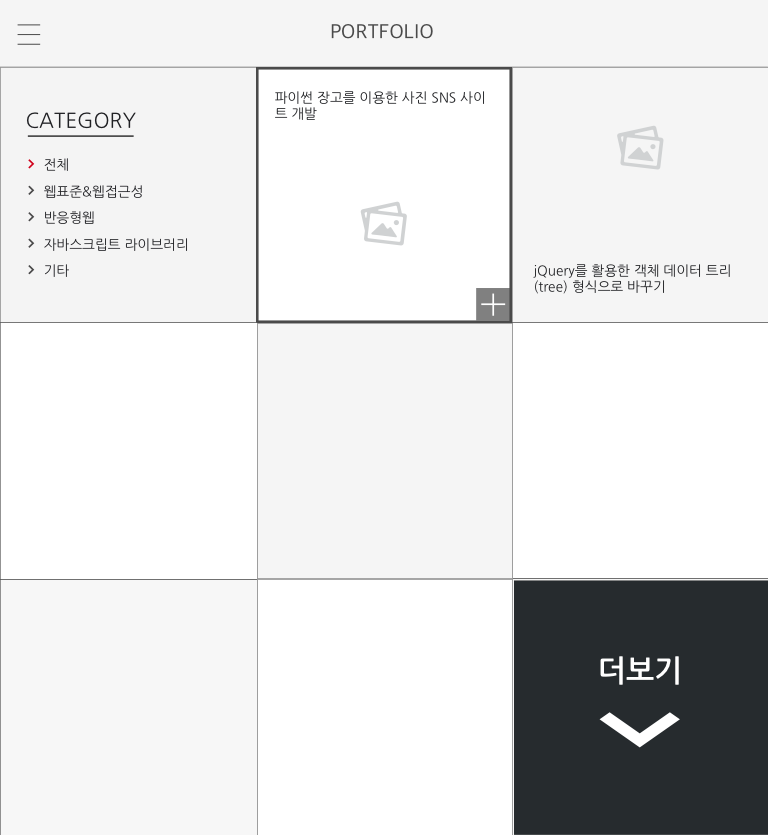 PORTFOLIO
CATEGORY
전체
웹표준&웹접근성
반응형웹
자바스크립트 라이브러리
기타
파이썬 장고를 이용한 사진 SNS 사이
트 개발
jQuery를 활용한 객체 데이터 트리
(tree) 형식으로 바꾸기
더보기